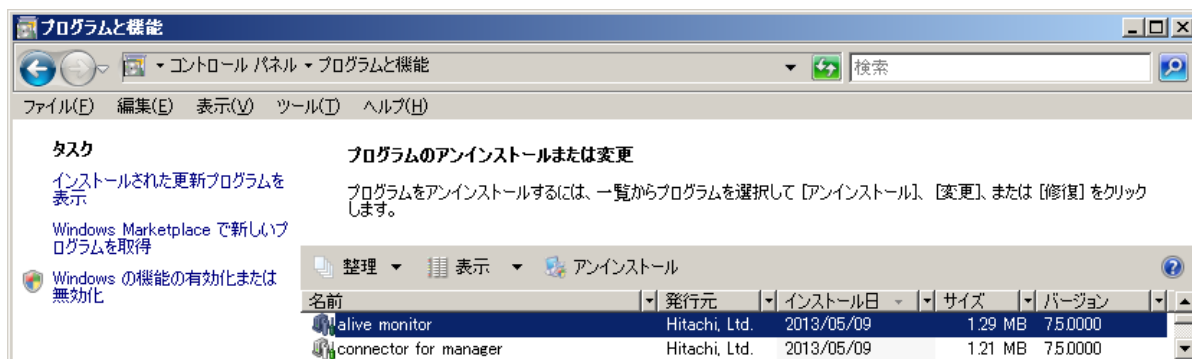 プログラムと機能
コントロール パネル ▾ プログラムと機能
検索
ファイル(F) 編集(E) 表示(V) ツール(T) ヘルプ(H)
タスク
インストールされた更新プログラムを
表示
Windows Marketplace で新しいプ
ログラムを取得
Windows の機能の有効化または
無効化
プログラムのアンインストールまたは変更
プログラムをアンインストールするには、一覧からプログラムを選択して [アンインストール]、[変更]、または [修復] をクリック
します。
整理 表示 アンインストール
名前 発行元 インストール日 サイズ バージョン
alive monitor Hitachi, Ltd. 2013/05/09 1.29 MB 7.5.0000
connector for manager Hitachi, Ltd. 2013/05/09 1.21 MB 7.5.0000